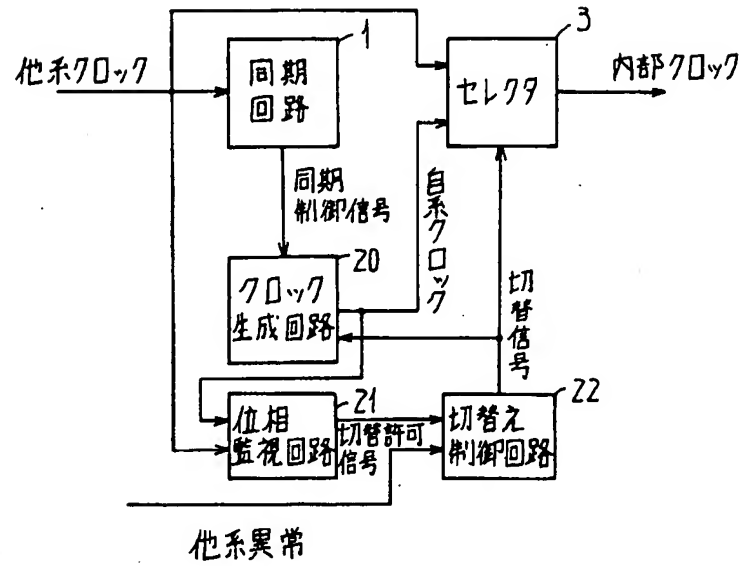 1
3
他系クロック
同期
回路
セレクタ
内部クロック
同期
制御信号
自系クロック
20
クロック
生成回路
切替信号
21
位相
監視回路
切替許可
信号
22
切替え
制御回路
他系異常